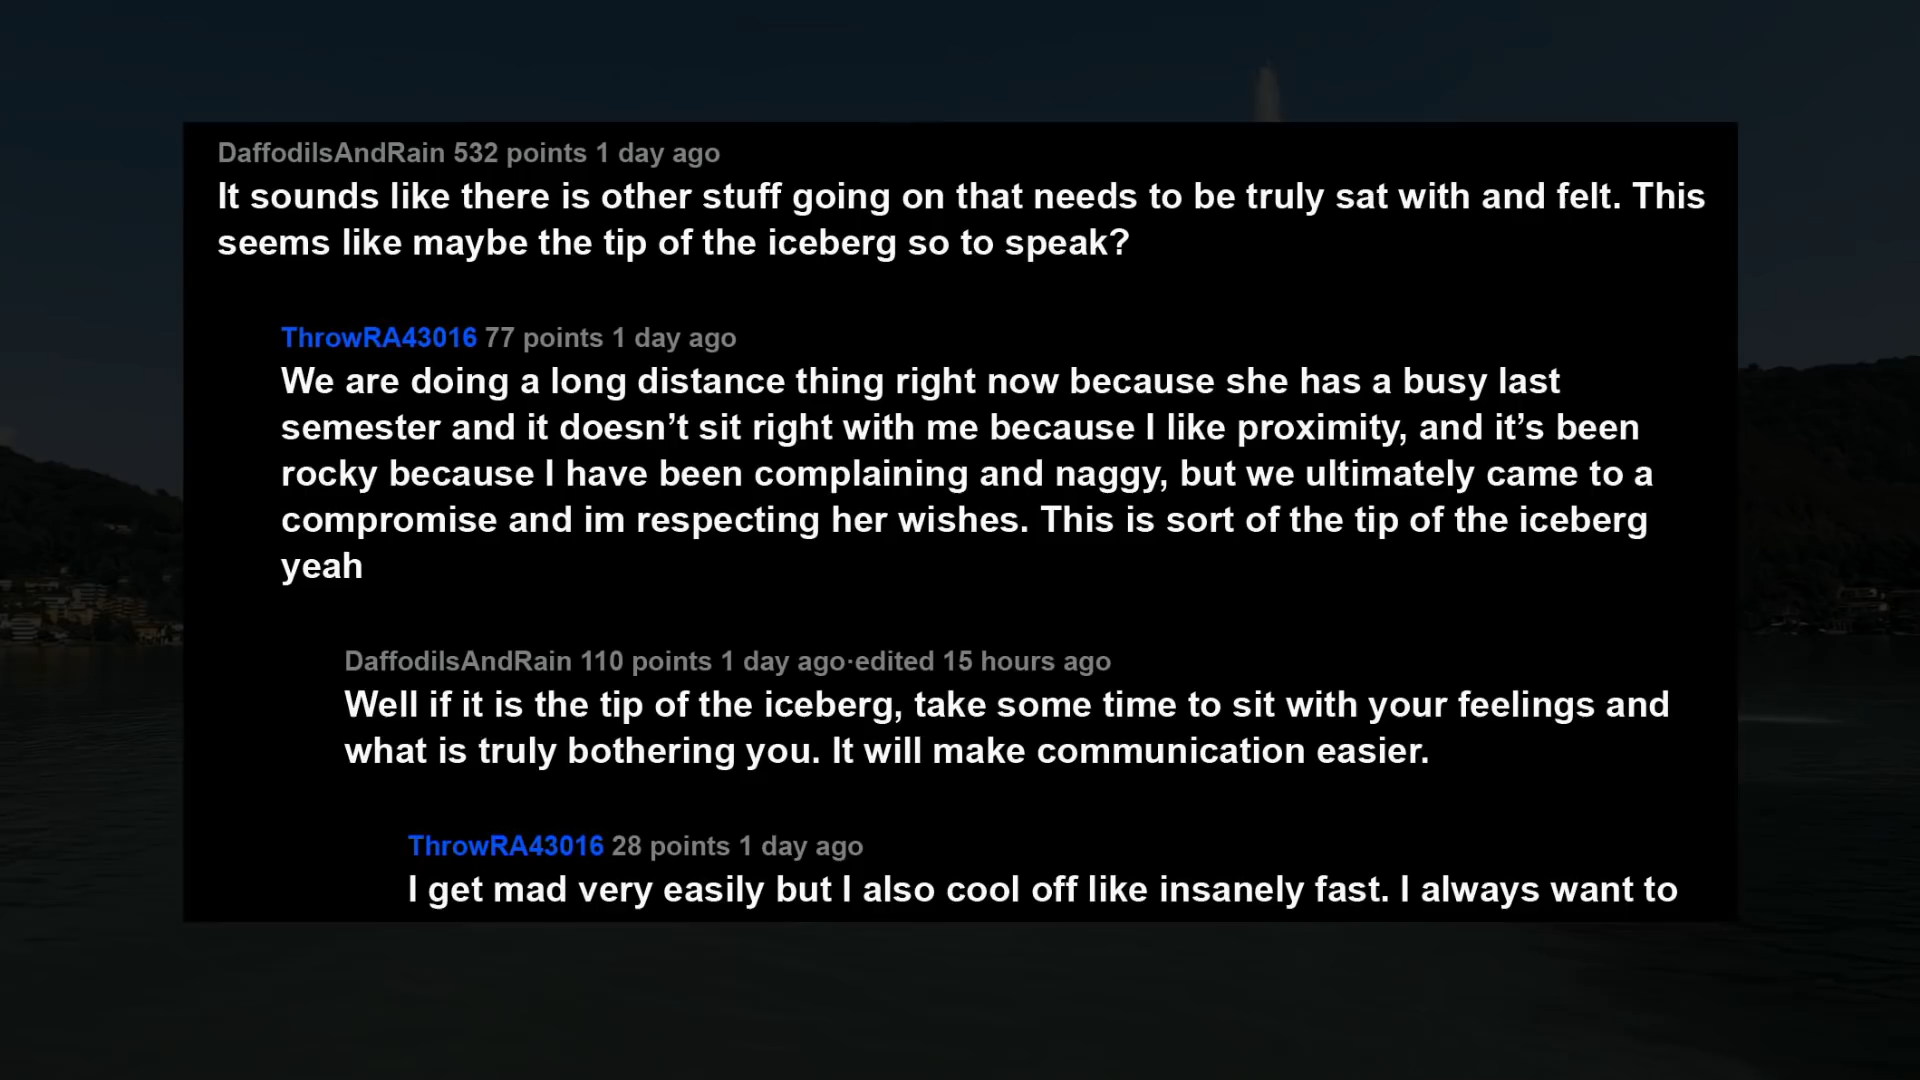 DaffodilsAndRain 532 points 1 day ago
It sounds like there is other stuff going on that needs to be truly sat with and felt. This
seems like maybe the tip of the iceberg so to speak?
ThrowRA43016 77 points 1 day ago
We are doing a long distance thing right now because she has a busy last
semester and it doesn’t sit right with me because I like proximity, and it’s been
rocky because I have been complaining and naggy, but we ultimately came to a
compromise and im respecting her wishes. This is sort of the tip of the iceberg
yeah
DaffodilsAndRain 110 points 1 day ago·edited 15 hours ago
Well if it is the tip of the iceberg, take some time to sit with your feelings and
what is truly bothering you. It will make communication easier.
ThrowRA43016 28 points 1 day ago
I get mad very easily but I also cool off like insanely fast. I always want to